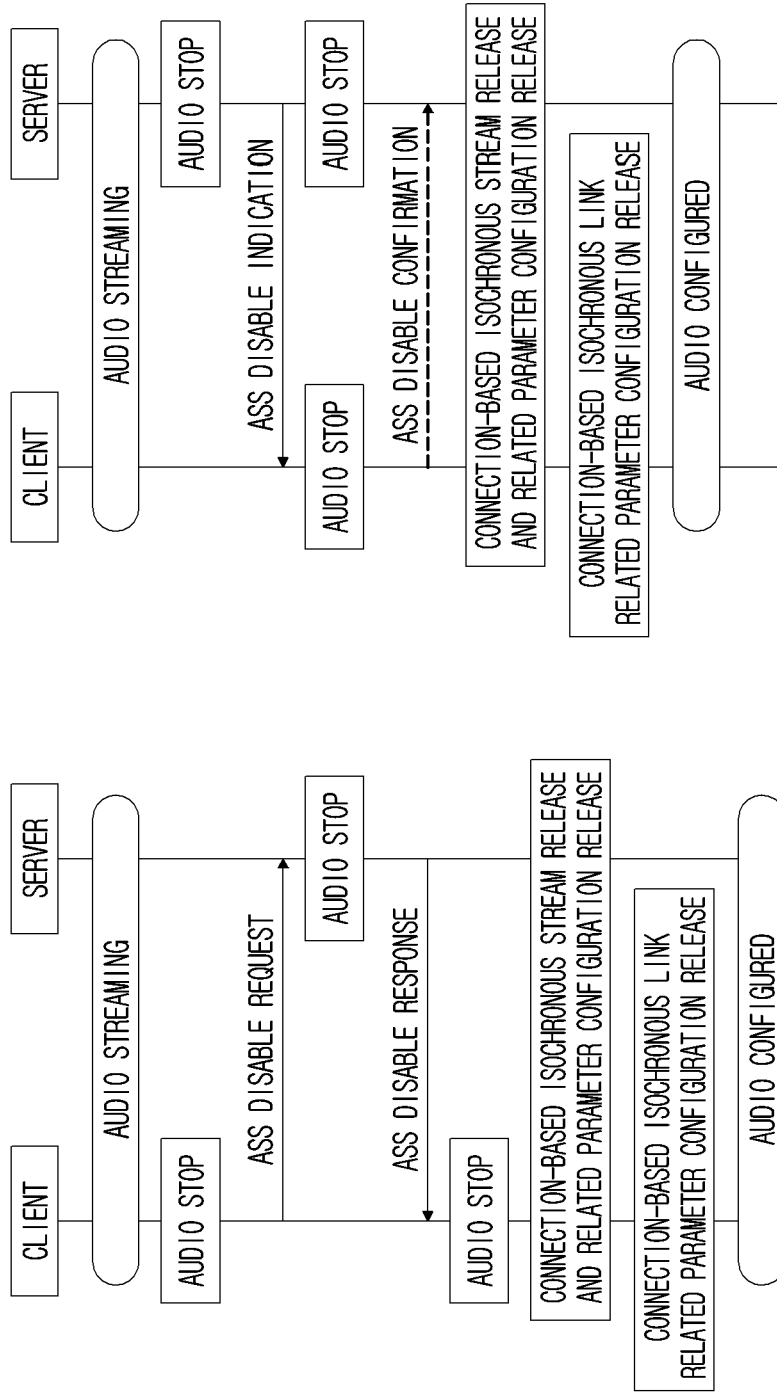 CLIENT
SERVER
AUDIO STREAMING
AUDIO STOP
ASS DISABLE REQUEST
AUDIO STOP
ASS DISABLE RESPONSE
AUDIO STOP
CONNECTION-BASED ISOCHRONOUS STREAM RELEASE
AND RELATED PARAMETER CONFIGURATION RELEASE
CONNECTION-BASED ISOCHRONOUS LINK
RELATED PARAMETER CONFIGURATION RELEASE
AUDIO CONFIGURED
CLIENT
SERVER
AUDIO STREAMING
AUDIO STOP
ASS DISABLE INDICATION
AUDIO STOP
AUDIO STOP
ASS DISABLE CONFIRMATION
CONNECTION-BASED ISOCHRONOUS STREAM RELEASE
AND RELATED PARAMETER CONFIGURATION RELEASE
CONNECTION-BASED ISOCHRONOUS LINK
RELATED PARAMETER CONFIGURATION RELEASE
AUDIO CONFIGURED